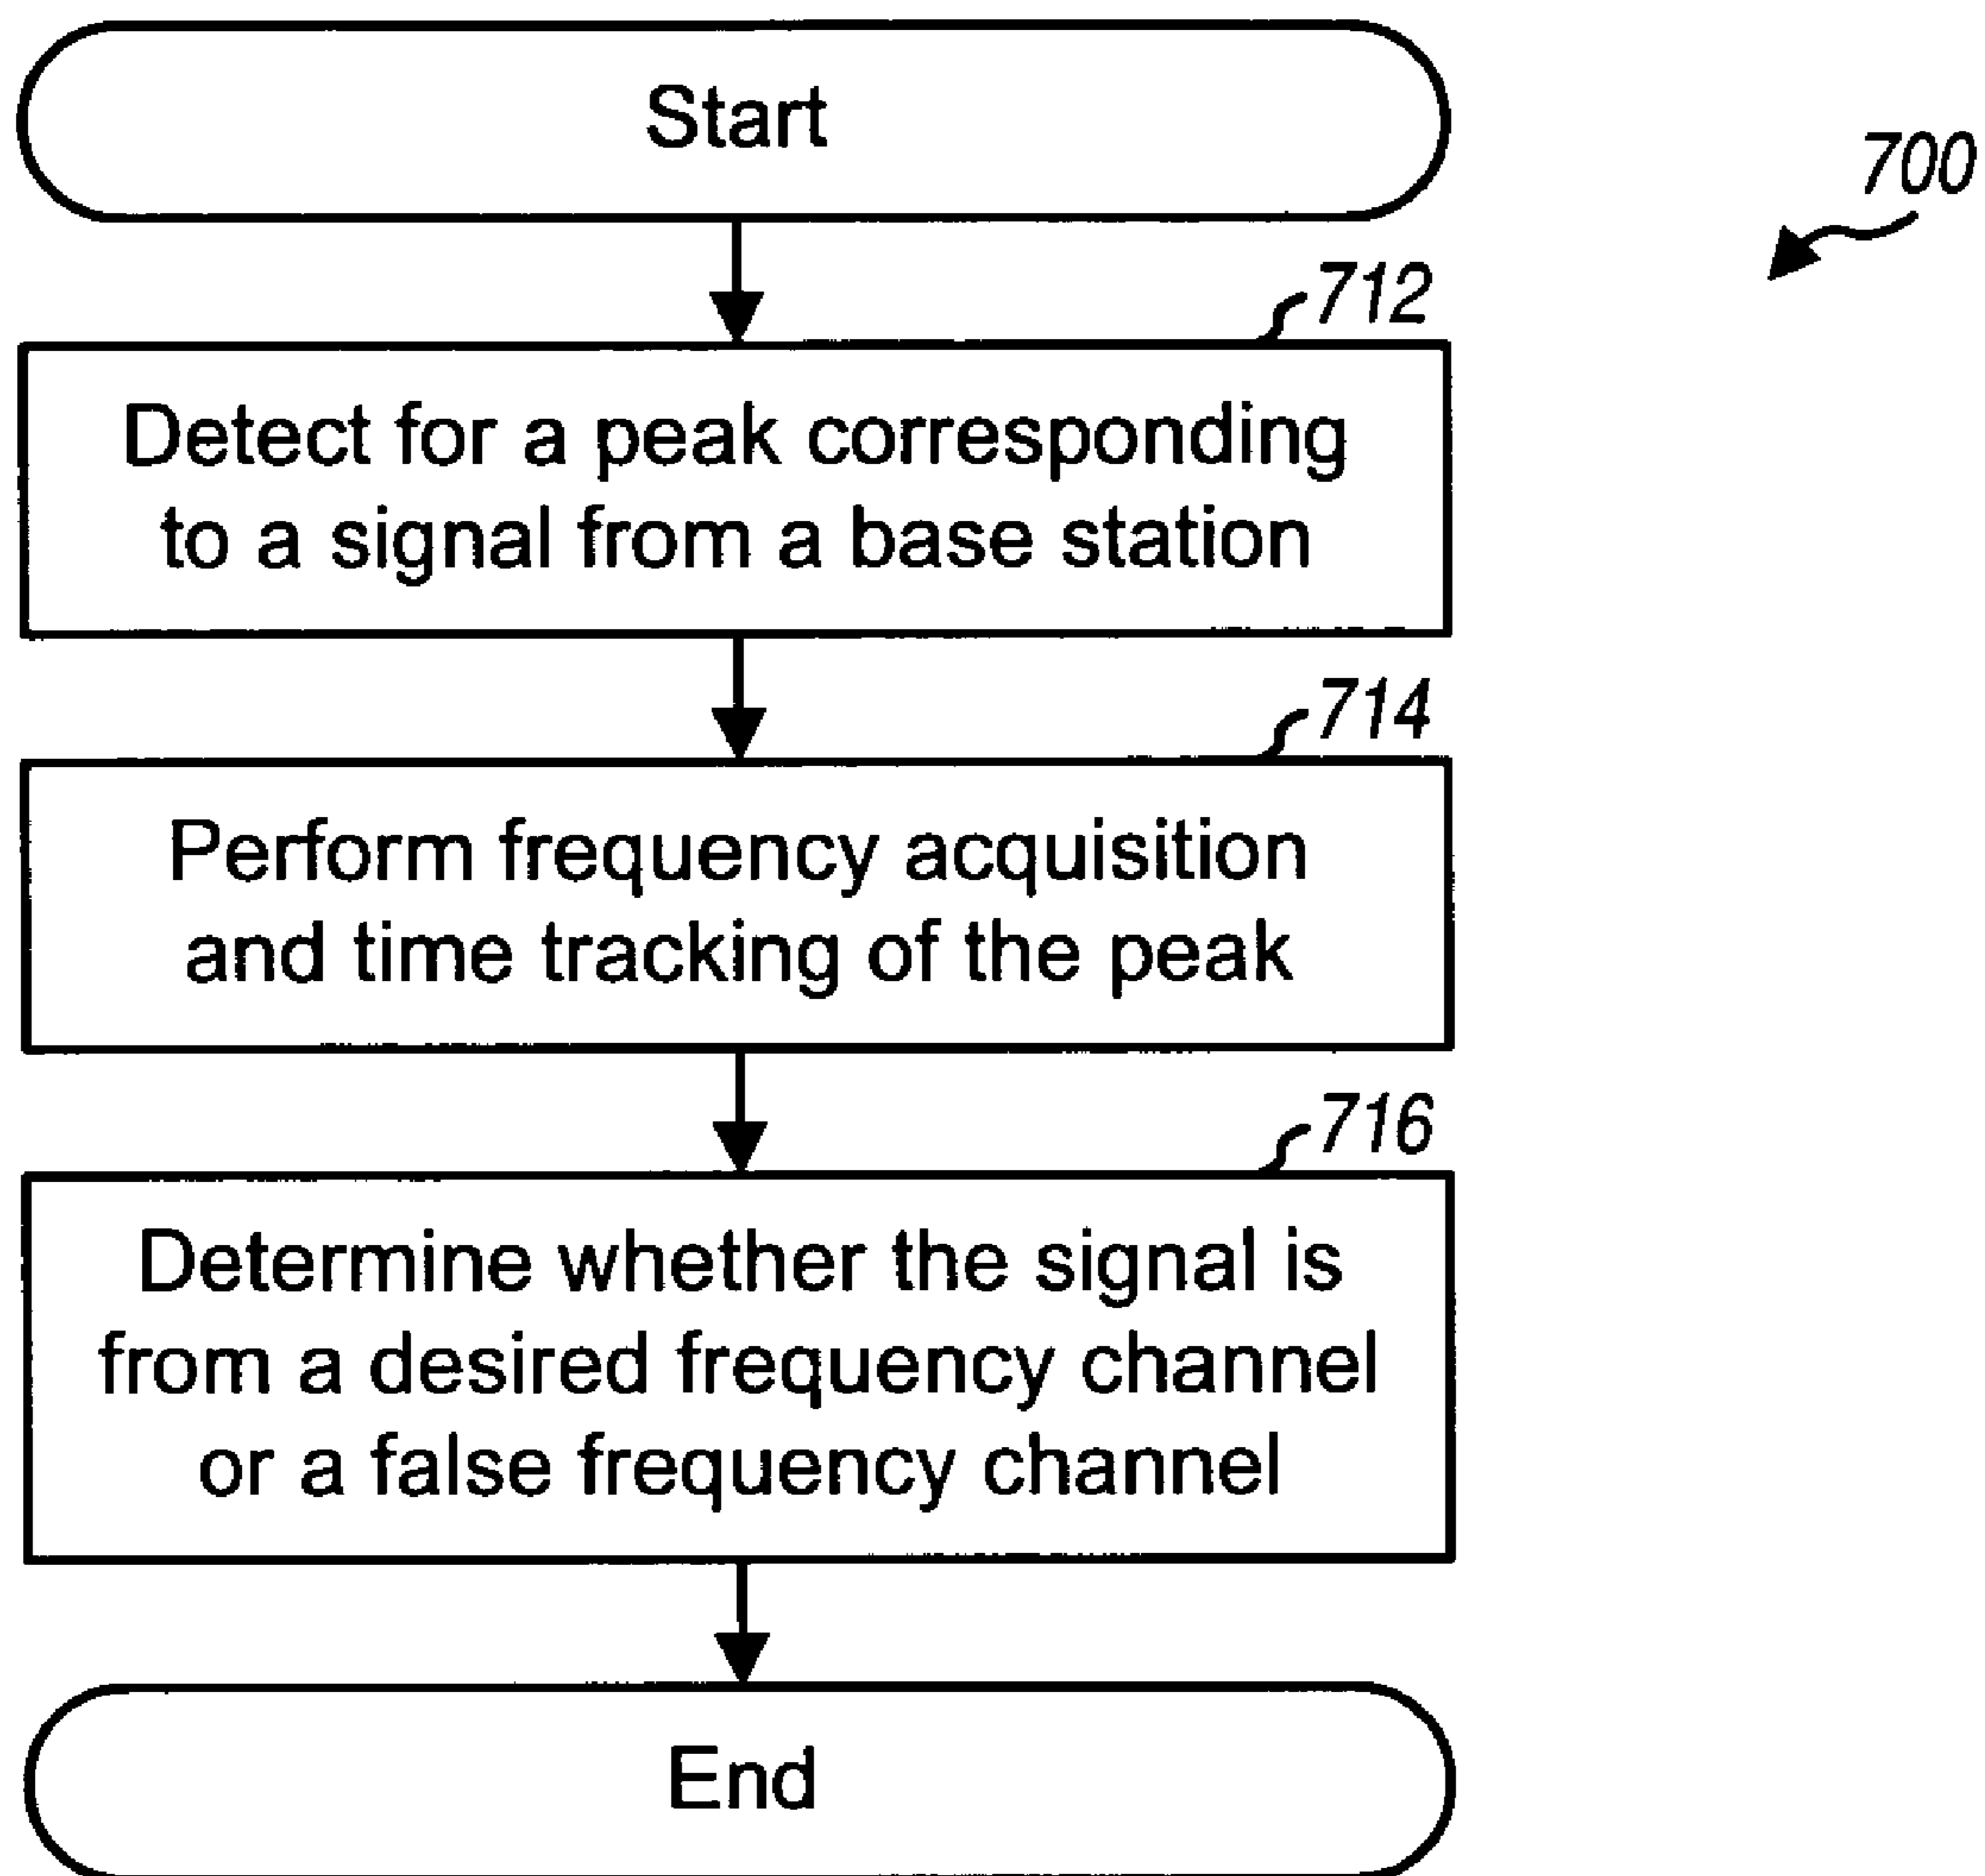 Start
700
712
Detect for a peak corresponding
to a signal from a base station
714
Perform frequency acquisition
and time tracking of the peak
716
Determine whether the signal is
from a desired frequency channel
or a false frequency channel
End